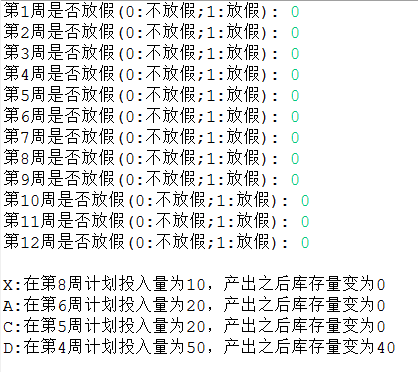 第1周是否放假(0:不放假;1:放假): 0
第2周是否放假(0:不放假;1:放假): 0
第3周是否放假(0:不放假;1:放假): 0
第4周是否放假(0:不放假;1:放假): 0
第5周是否放假(0:不放假;1:放假): 0
第6周是否放假(0:不放假;1:放假): 0
第7周是否放假(0:不放假;1:放假): 0
第8周是否放假(0:不放假;1:放假): 0
第9周是否放假(0:不放假;1:放假): 0
第10周是否放假(0:不放假;1:放假): 0
第11周是否放假(0:不放假;1:放假): 0
第12周是否放假(0:不放假;1:放假): 0
X:在第8周计划投入量为10，产出之后库存量变为0
A:在第6周计划投入量为20，产出之后库存量变为0
C:在第5周计划投入量为20，产出之后库存量变为0
D:在第4周计划投入量为50，产出之后库存量变为40